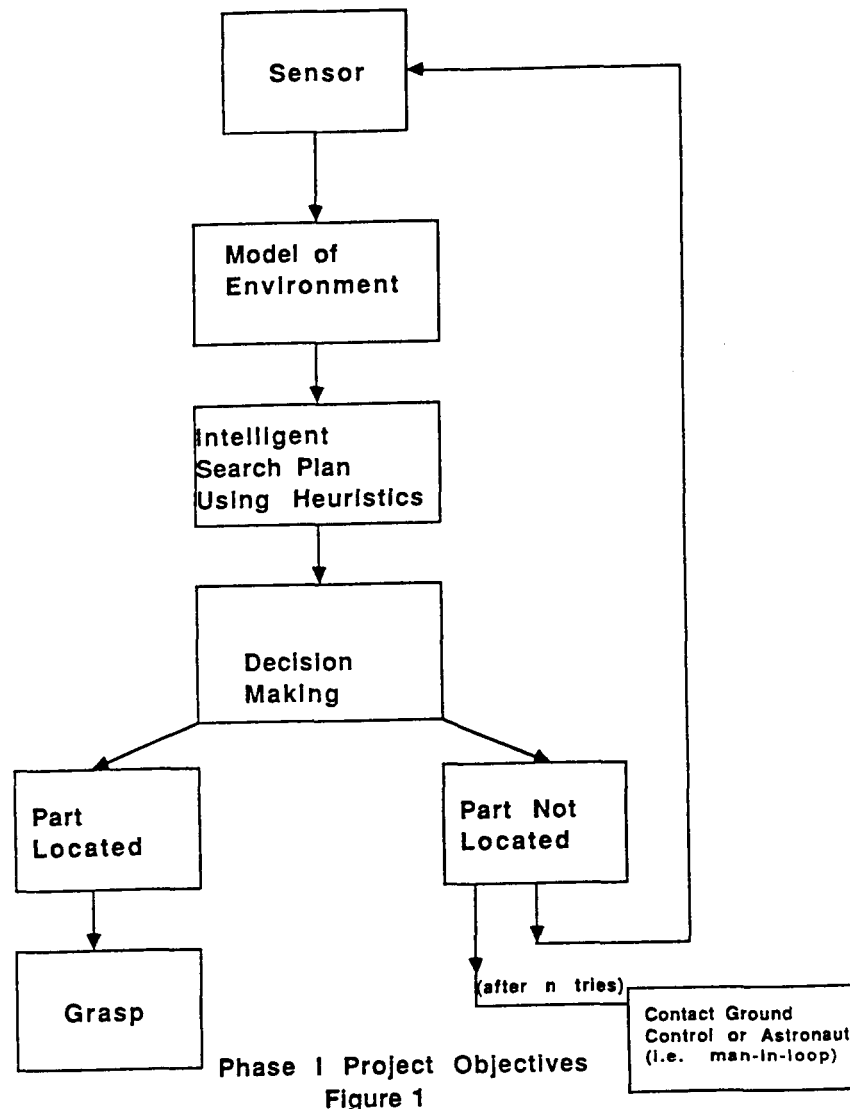 Sensor
Model of
Environment
Intelligent
Search Plan
Using Heuristics
Decision
Making
Part
Located
Part Not
Located
Grasp
(after n tries)
Contact Ground
Control or Astronaut
(i.e. man-in-loop)
Phase I Project Objectives
Figure 1